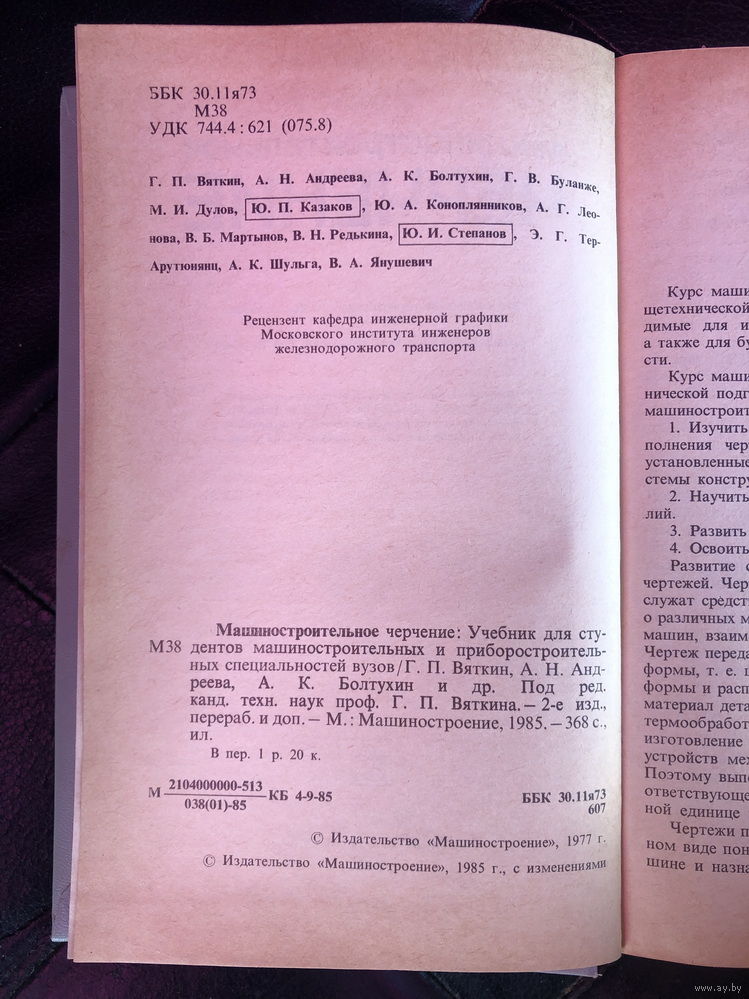 ББК 30.11я73
М38
УДК 744.4 : 621 (075.8)
Г. П. Вяткин, А. Н. Андреева, А. К. Болтухин, Г. В. Буланже,
М. И. Дулов, Ю. П. Казаков, Ю. А. Коноплянников, А. Г. Лео-
нова, В. Б. Мартынов, В. Н. Редькина, Ю. И. Степанов, Э. Г. Тер-
Арутюнянц, А. К. Шульга, В. А. Янушевич
Рецензент кафедра инженерной графики
Московского института инженеров
железнодорожного транспорта
Машиностроительное черчение: Учебник для сту-
М38 дентов машиностроительных и приборостроитель-
ных специальностей вузов/Г. П. Вяткин, А. Н. Анд-
реева, А. К. Болтухин и др. Под ред.
канд. техн. наук проф. Г. П. Вяткина. — 2-е изд.,
перераб. и доп. — М.: Машиностроение, 1985. — 368 с.,
ил.
В пер. 1 р. 20 к.
М 2104000000-513 КБ 4-9-85
038(01)-85
ББК 30.11я73
607
© Издательство «Машиностроение», 1977 г.
© Издательство «Машиностроение», 1985 г., с изменениями
Курс маши
щетехнической
димые для и
а также для бу
сти.
Курс маши
нической подг
машиностроит
1. Изучить
полнения чер
установленные
стемы констру
2. Научить
лий.
3. Развить
4. Освоить
Развитие с
чертежей. Чер
служат средст
о различных м
машин, взаим
Чертеж переда
формы, т. е. ц
формы и расп
материал дета
термообработ
изготовление
устройств мех
Поэтому выпо
ответствующе
ной единице
Чертежи п
ном виде пон
шине и назна
www.ay.by